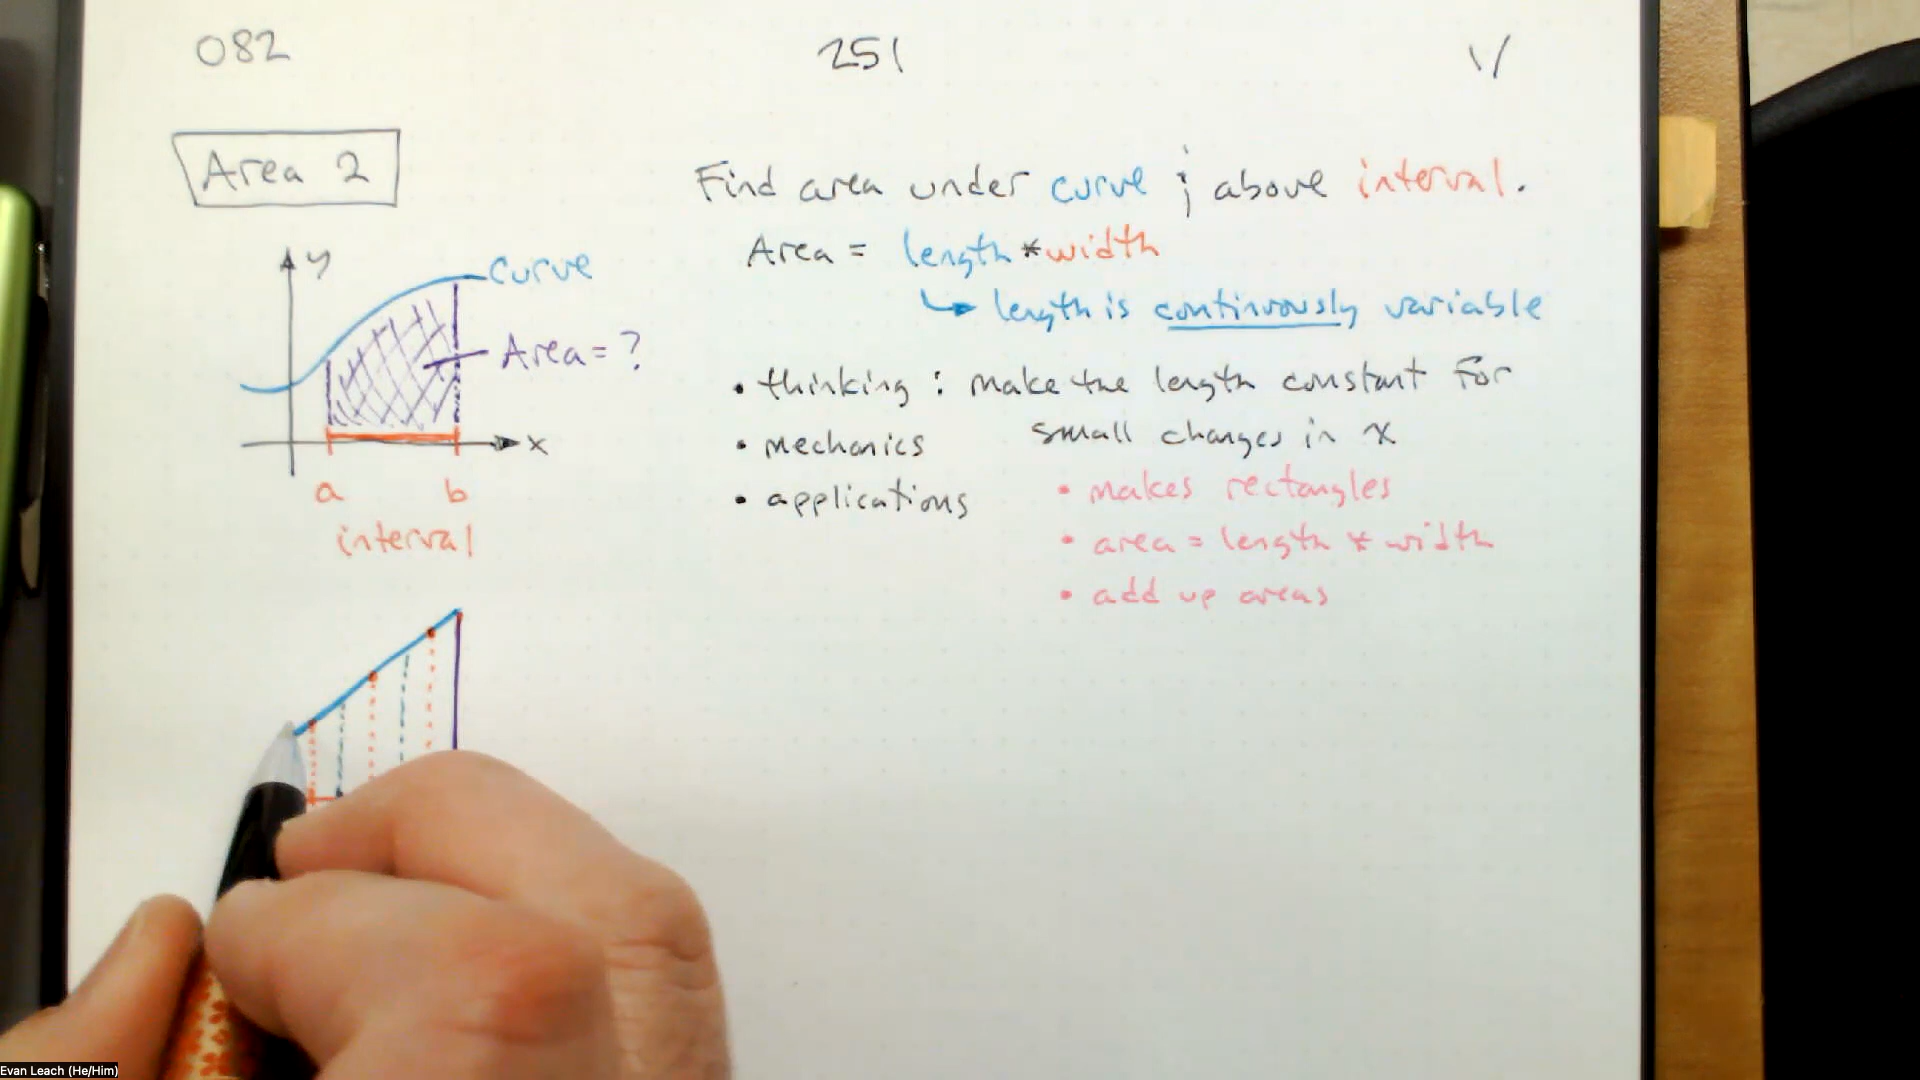 082 251 1/
Area 2
Find area under curve & above interval.
Area = length * width
length is continuously variable
y
curve
Area = ?
x
a b
interval
• thinking : make the length constant for
small changes in x
• mechanics
• applications
• makes rectangles
• area = length * width
• add up areas
Evan Leach (He/Him)